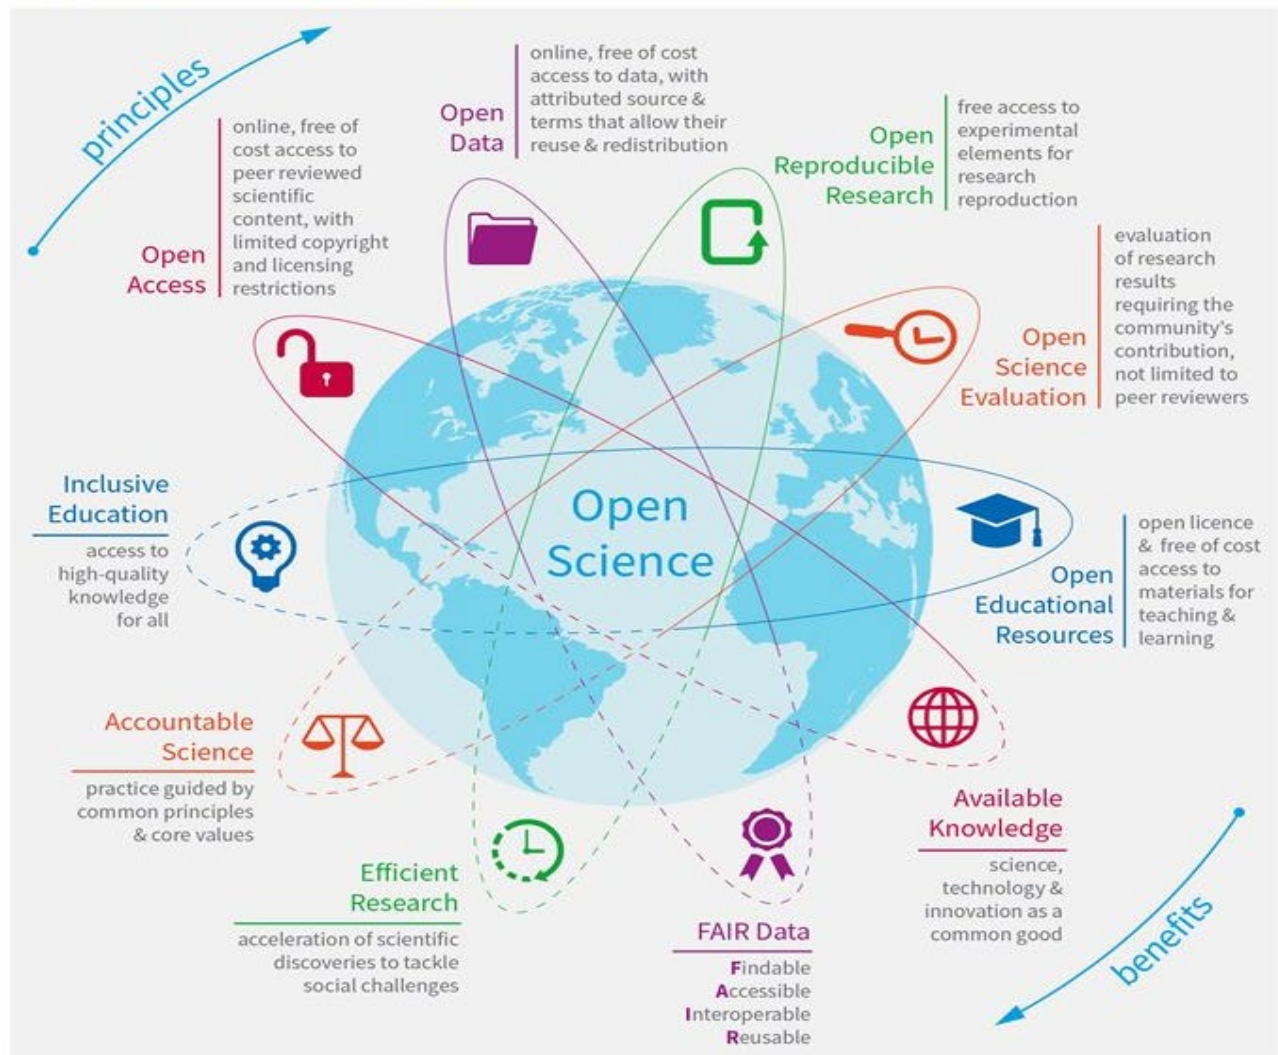 principles
Open
Access
online, free of
cost access to
peer reviewed
scientific
content, with
limited copyright
and licensing
restrictions
Open
Data
online, free of cost
access to data, with
attributed source &
terms that allow their
reuse & redistribution
Open
Reproducible
Research
free access to
experimental
elements for
research
reproduction
Open
Science
Evaluation
evaluation
of research
results
requiring the
community's
contribution,
not limited to
peer reviewers
Open
Educational
Resources
open licence
& free of cost
access to
materials for
teaching &
learning
Open
Science
Inclusive
Education
access to
high-quality
knowledge
for all
Accountable
Science
practice guided by
common principles
& core values
Efficient
Research
acceleration of scientific
discoveries to tackle
social challenges
FAIR Data
Findable
Accessible
Interoperable
Reusable
Available
Knowledge
science,
technology &
innovation as a
common good
benefits